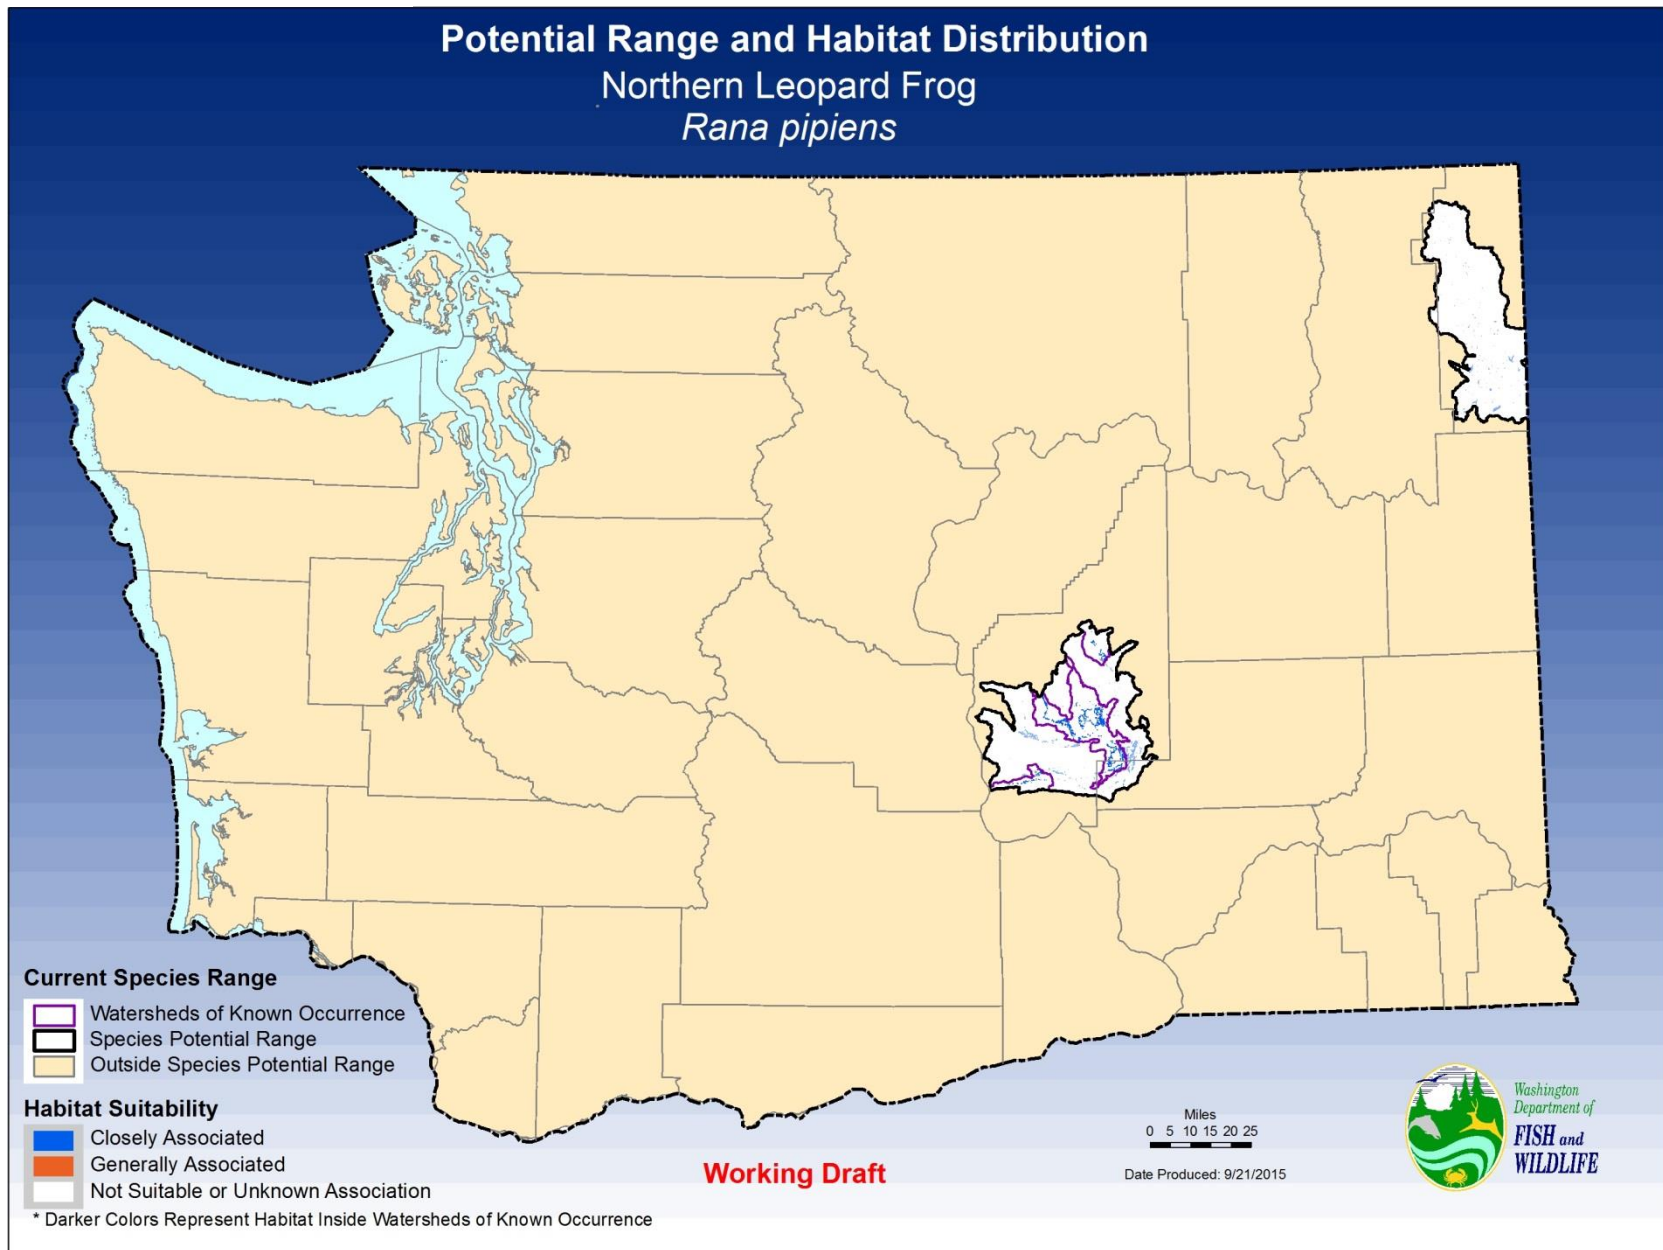 Potential Range and Habitat Distribution
Northern Leopard Frog
Rana pipiens
Current Species Range
Watersheds of Known Occurrence
Species Potential Range
Outside Species Potential Range
Habitat Suitability
Closely Associated
Generally Associated
Not Suitable or Unknown Association
* Darker Colors Represent Habitat Inside Watersheds of Known Occurrence
Working Draft
Miles
0 5 10 15 20 25
Date Produced: 9/21/2015
Washington
Department of
FISH and
WILDLIFE